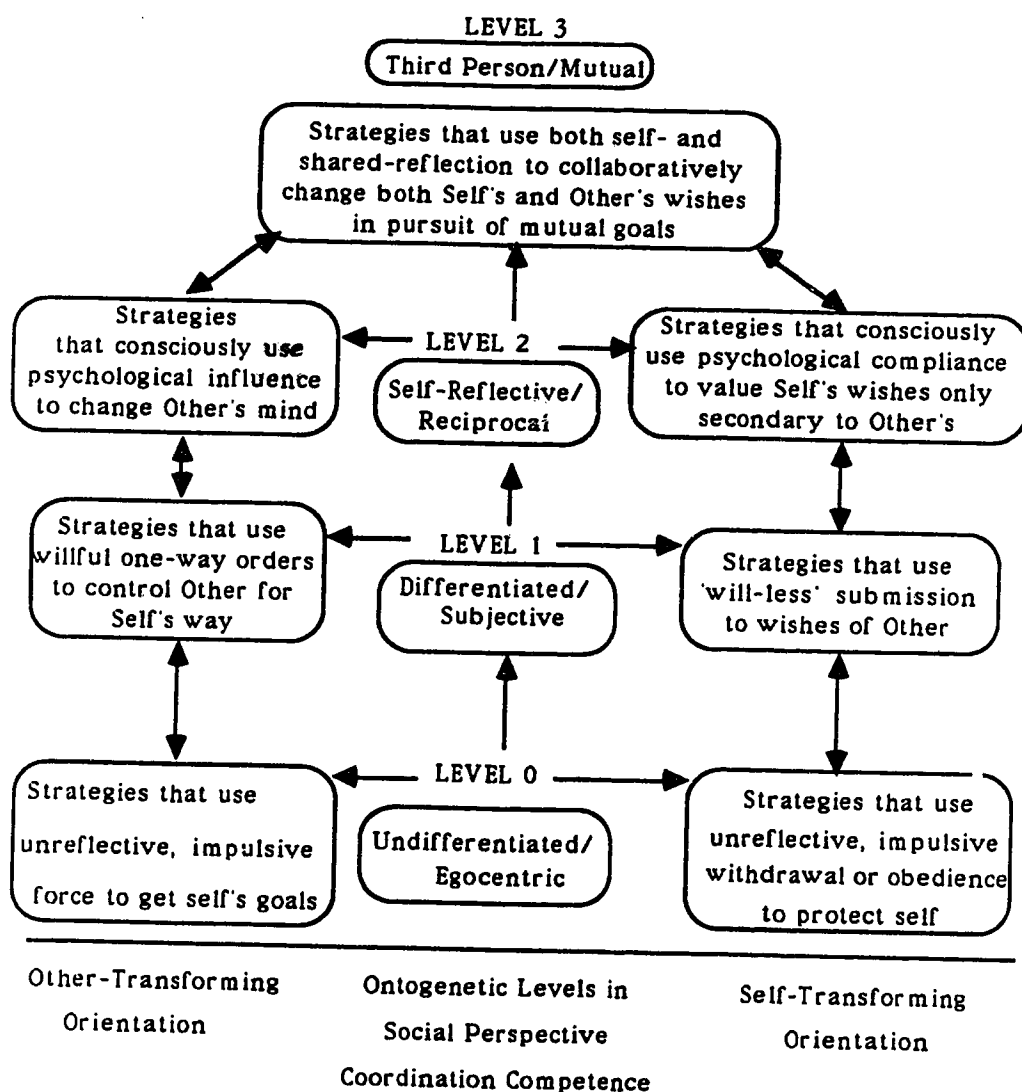 LEVEL 3
Third Person/Mutual
Strategies that use both self- and
shared-reflection to collaboratively
change both Self's and Other's wishes
in pursuit of mutual goals
Strategies
that consciously use
psychological influence
to change Other's mind
LEVEL 2
Self-Reflective/
Reciprocal
Strategies that consciously
use psychological compliance
to value Self's wishes only
secondary to Other's
Strategies that use
willful one-way orders
to control Other for
Self's way
LEVEL 1
Differentiated/
Subjective
Strategies that use
'will-less' submission
to wishes of Other
Strategies that use
unreflective, impulsive
force to get self's goals
LEVEL 0
Undifferentiated/
Egocentric
Strategies that use
unreflective, impulsive
withdrawal or obedience
to protect self
Other-Transforming
Orientation
Ontogenetic Levels in
Social Perspective
Coordination Competence
Self-Transforming
Orientation